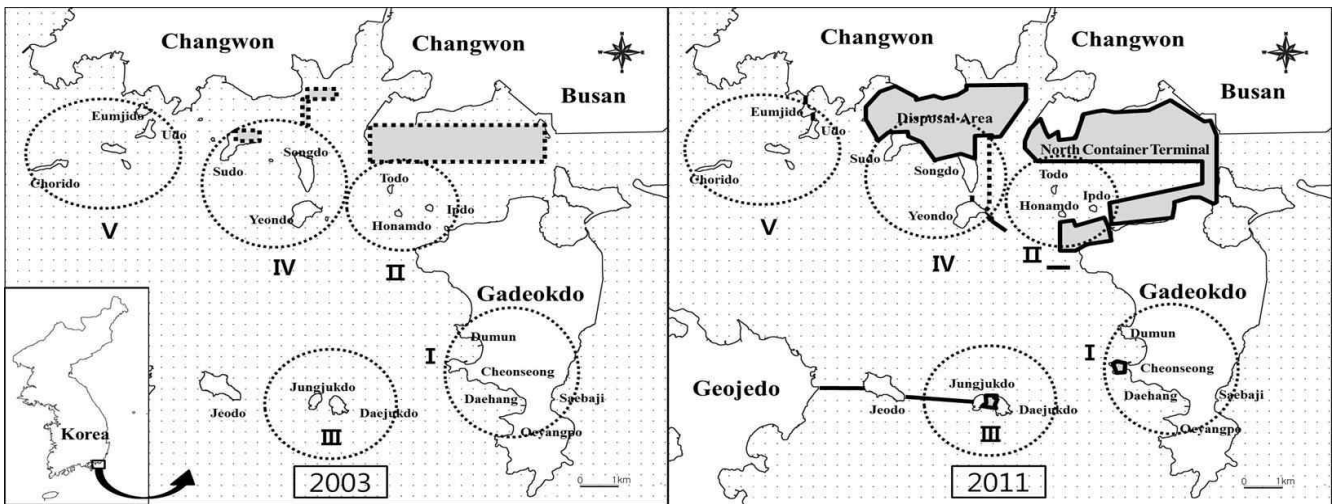 Changwon
Changwon
Busan
Eumjido
Udo
Chorido
V
Sudo
Songdo
Yeondo
IV
Todo
Ipdo
Honamdo
II
Gadeokdo
Dumun
I
Cheonseong
Daehang
Saebaji
Oeyangpo
Jungjukdo
Jeodo
Daejukdo
III
Korea
2003
0 1km
Changwon
Changwon
Busan
Eumjido
Udo
Chorido
V
Disposal Area
Sudo
Songdo
Yeondo
IV
North Container Terminal
Todo
Ipdo
Honamdo
II
Gadeokdo
Dumun
I
Cheonseong
Daehang
Saebaji
Oeyangpo
Geojedo
Jungjukdo
Jeodo
Daejukdo
III
2011
0 1km